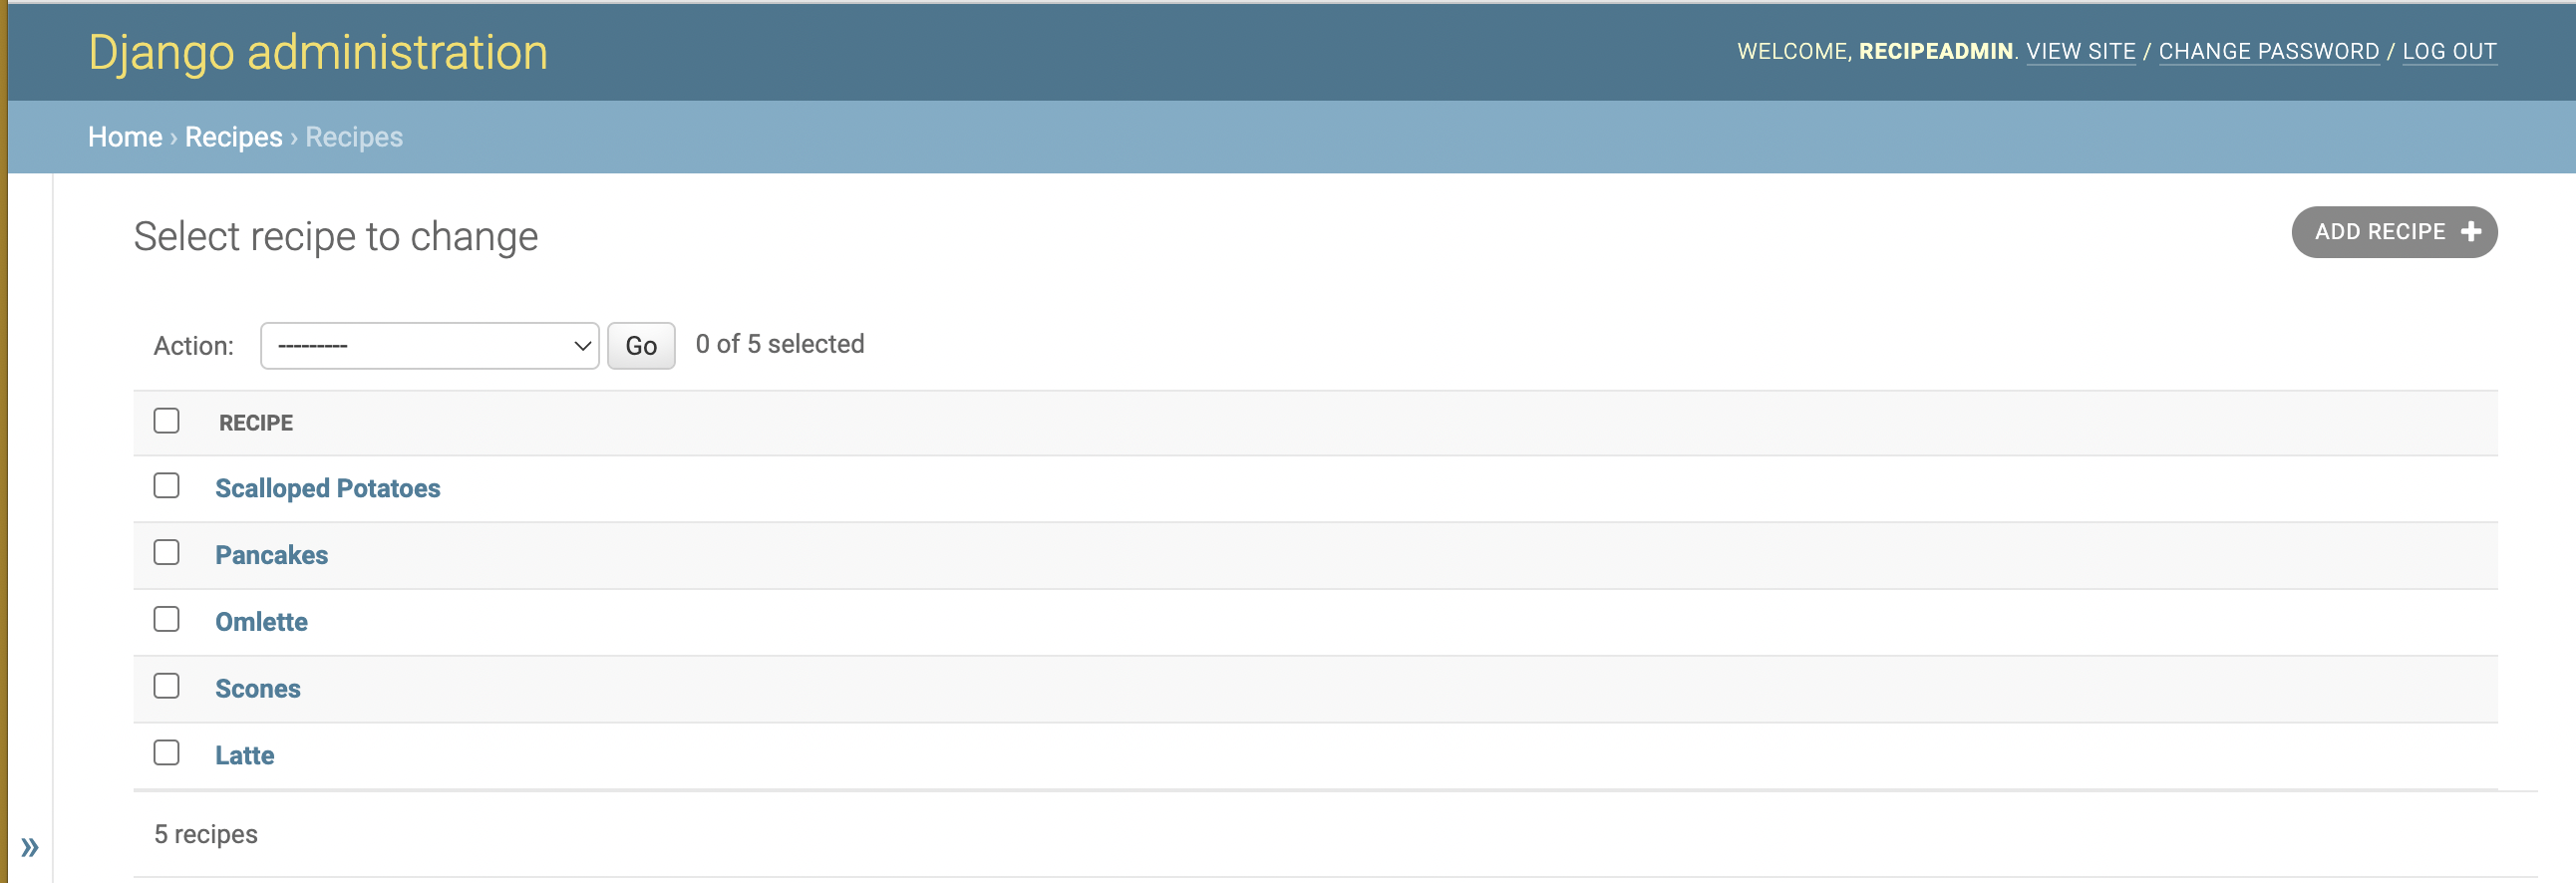 Django administration
WELCOME, RECIPEADMIN. VIEW SITE / CHANGE PASSWORD / LOG OUT
Home › Recipes › Recipes
Select recipe to change
ADD RECIPE +
Action: --------- Go 0 of 5 selected
RECIPE
Scalloped Potatoes
Pancakes
Omlette
Scones
Latte
5 recipes
»